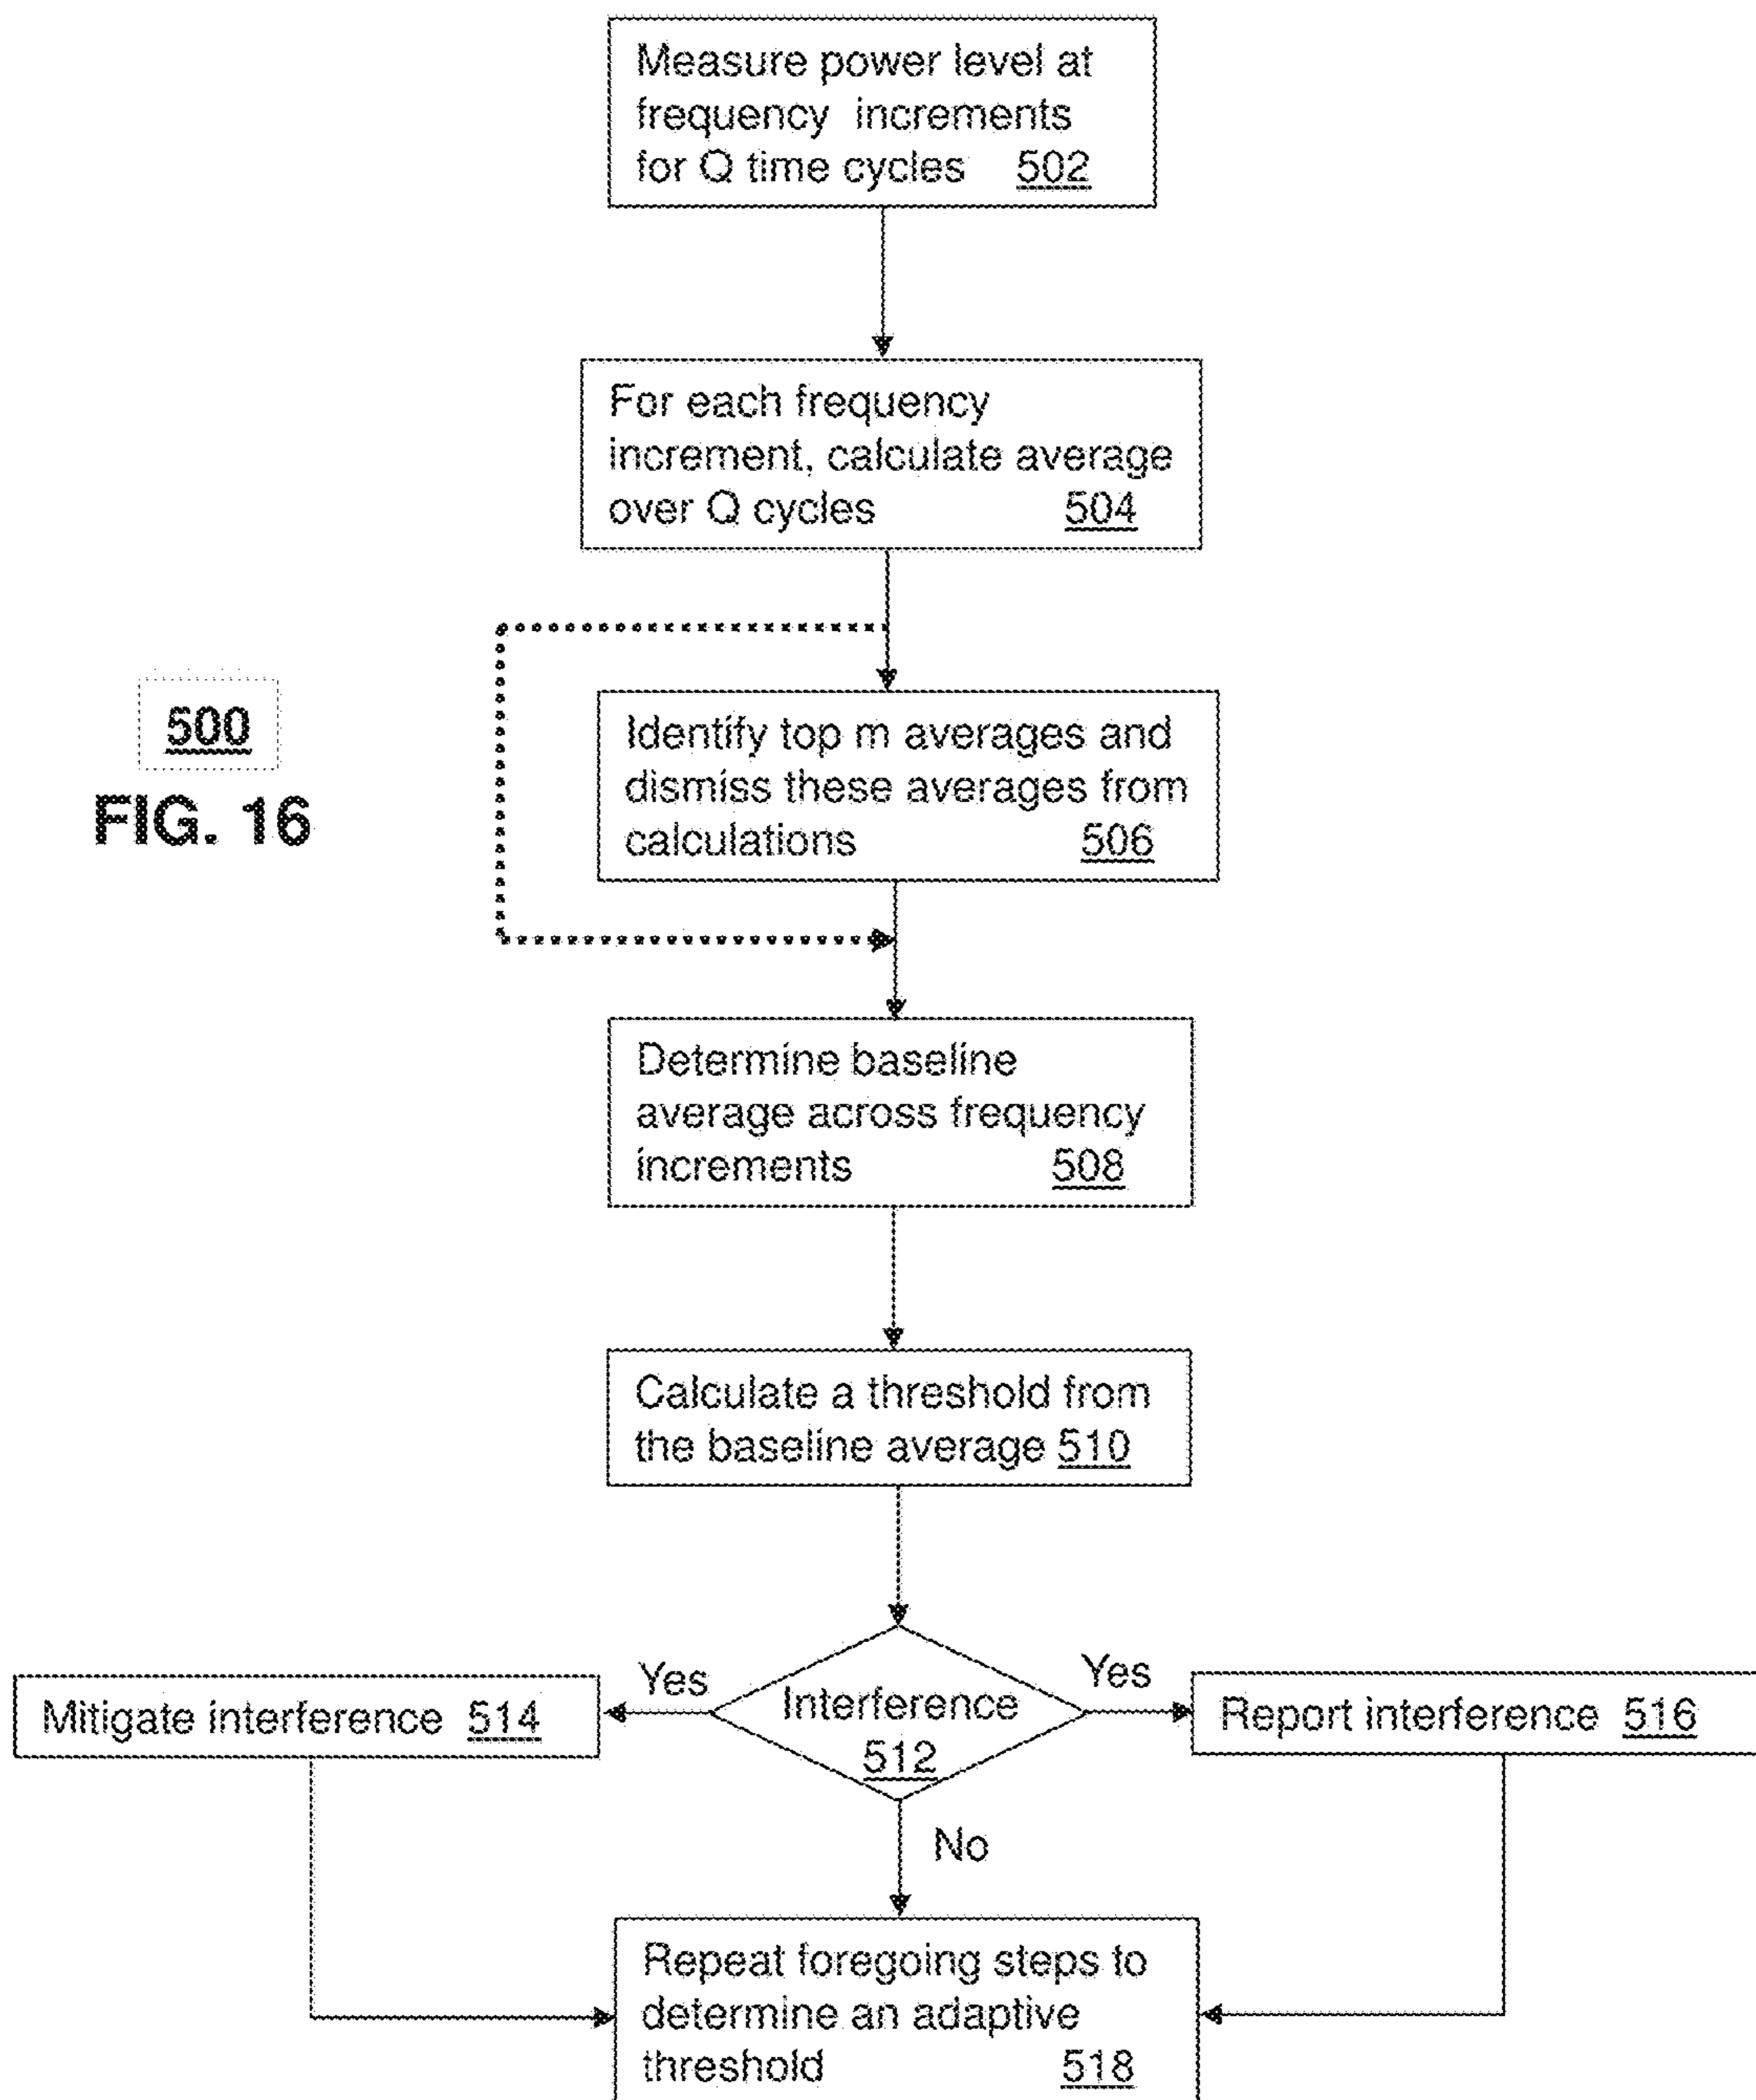 Measure power level at
frequency increments
for Q time cycles 502
For each frequency
increment, calculate average
over Q cycles 504
500
FIG. 16
Identify top m averages and
dismiss these averages from
calculations 506
Determine baseline
average across frequency
increments 508
Calculate a threshold from
the baseline average 510
Yes
Yes
Mitigate interference 514
Interference
512
Report interference 516
No
Repeat foregoing steps to
determine an adaptive
threshold 518